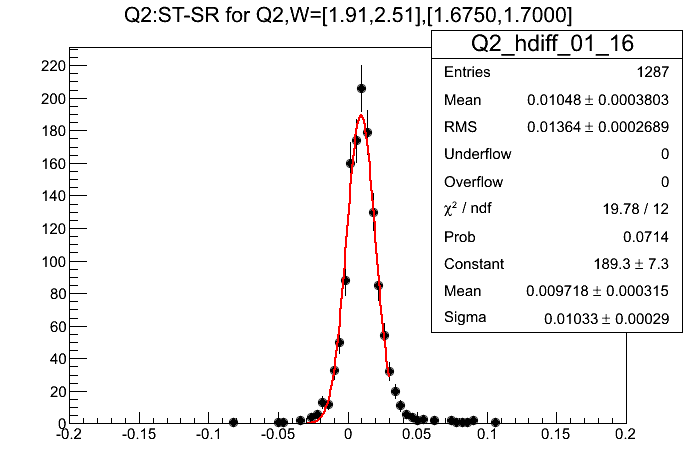 Q2:ST-SR for Q2,W=[1.91,2.51],[1.6750,1.7000]
Q2_hdiff_01_16
Entries 1287
Mean 0.01048 ± 0.0003803
RMS 0.01364 ± 0.0002689
Underflow 0
Overflow 0
χ² / ndf 19.78 / 12
Prob 0.0714
Constant 189.3 ± 7.3
Mean 0.009718 ± 0.000315
Sigma 0.01033 ± 0.00029
220
200
180
160
140
120
100
80
60
40
20
0
-0.2 -0.15 -0.1 -0.05 0 0.05 0.1 0.15 0.2